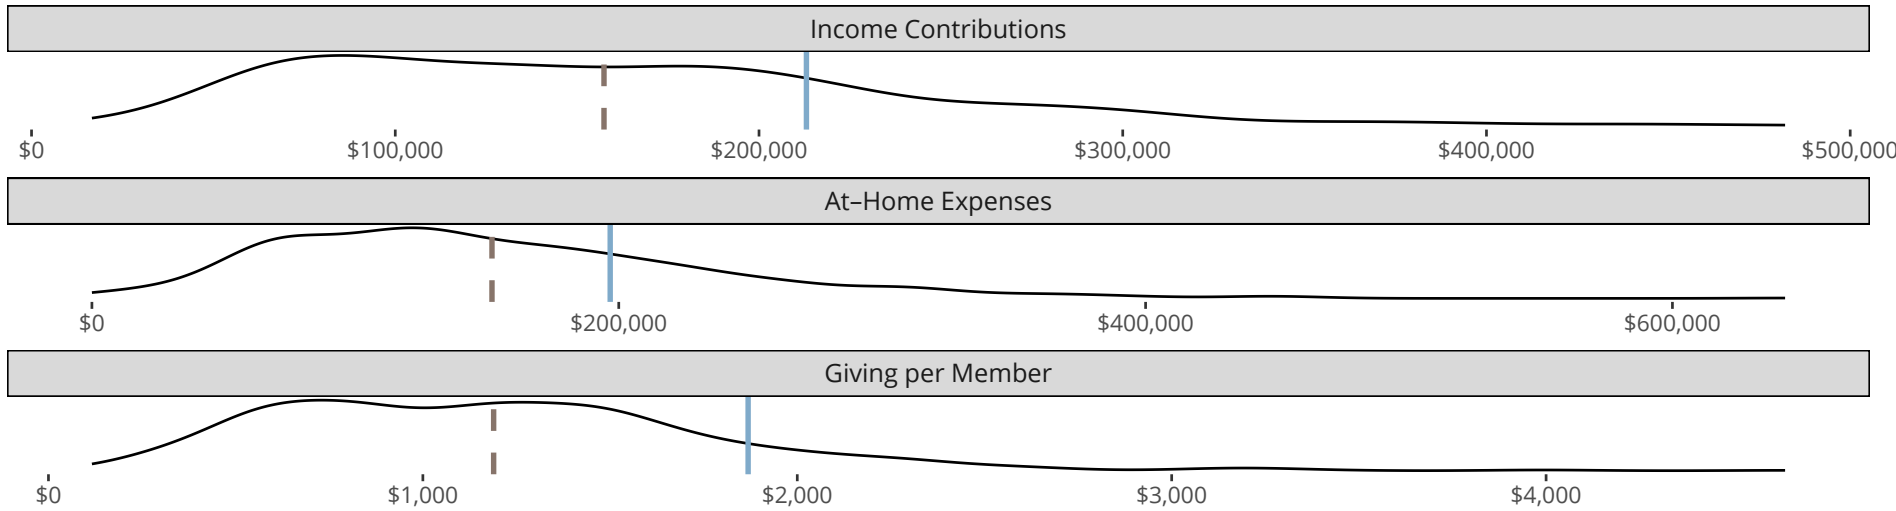 Income Contributions
$0 $100,000 $200,000 $300,000 $400,000 $500,000
At–Home Expenses
$0 $200,000 $400,000 $600,000
Giving per Member
$0 $1,000 $2,000 $3,000 $4,000